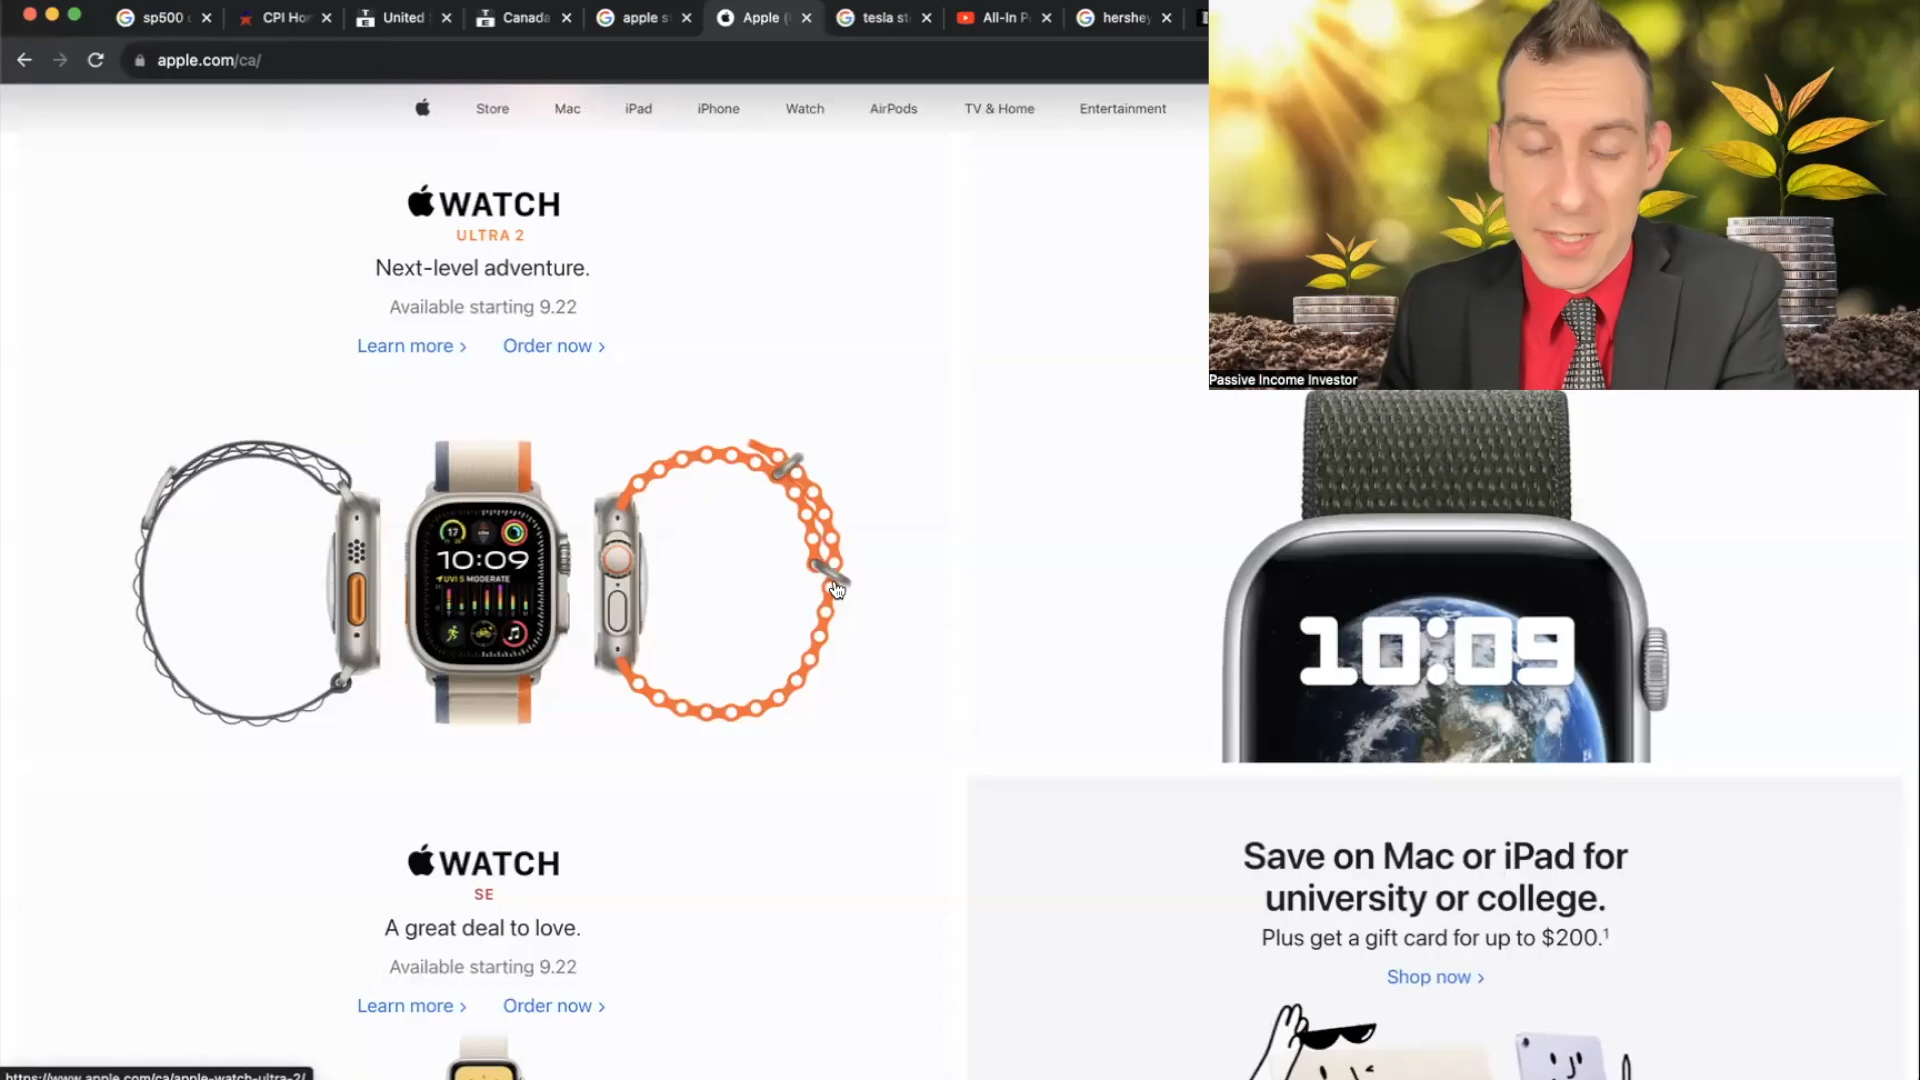 sp500
CPI Ho
United
Canada
apple s
Apple (
tesla st
All-In P
hershey
apple.com/ca/
Store
Mac
iPad
iPhone
Watch
AirPods
TV & Home
Entertainment
WATCH
ULTRA 2
Next-level adventure.
Available starting 9.22
Learn more >
Order now >
Passive Income Investor
17
10:09
UVI 5 MODERATE
10:09
WATCH
SE
A great deal to love.
Available starting 9.22
Learn more >
Order now >
Save on Mac or iPad for
university or college.
Plus get a gift card for up to $200.¹
Shop now >
https://www.apple.com/ca/apple-watch-ultra-2/